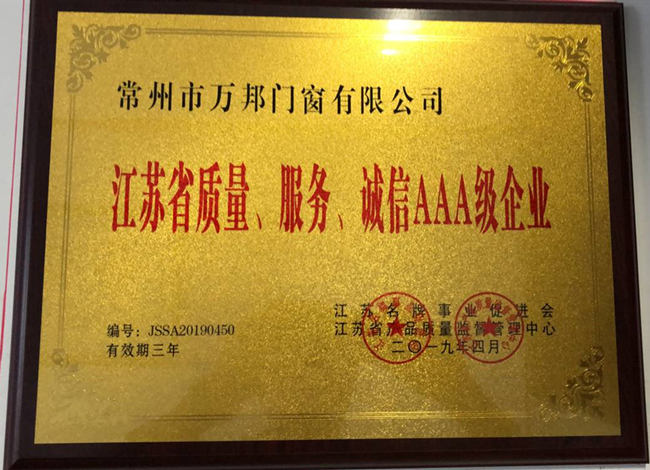 常州市万邦门窗有限公司
江苏省质量、服务、诚信AAA级企业
江苏名牌事业促进会
编号：JSSA20190450
江苏省产品质量监督管理中心
有效期三年
二〇一九年四月